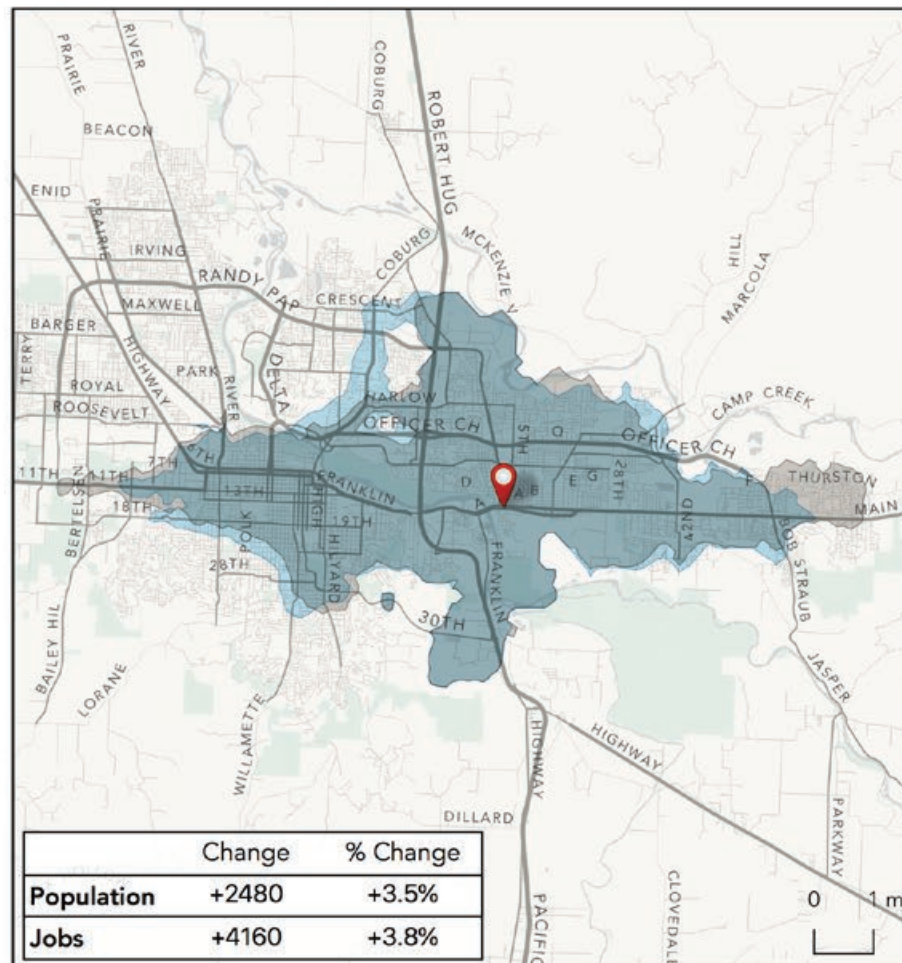 PRAIRIE
RIVER
COBURG
ROBERT HUG
BEACON
ENID
PRAIRIE
IRVING
RANDY PAP
COBURG
MCKENZIE V
HILL
MARCOLA
CRESCENT
MAXWELL
BARGER
TERRY
HIGHWAY
PARK
RIVER
DELTA
ROYAL
HARLOW
CAMP CREEK
ROOSEVELT
OFFICER CH
5TH
Q
OFFICER CH
7TH
6TH
11TH
11TH
FRANKLIN
D
E
G
28TH
F
THURSTON
BERTELSEN
13TH
HIGH
A
A
B
MAIN
18TH
POLK
19TH
HILYARD
42ND
BOB STRAUB
28TH
FRANKLIN
30TH
BAILEY HIL
LORANE
WILLAMETTE
JASPER
HIGHWAY
HIGHWAY
DILLARD
PARKWAY
CLOVEDALE
PACIFIC
Change % Change
Population +2480 +3.5%
Jobs +4160 +3.8%
0 1 m